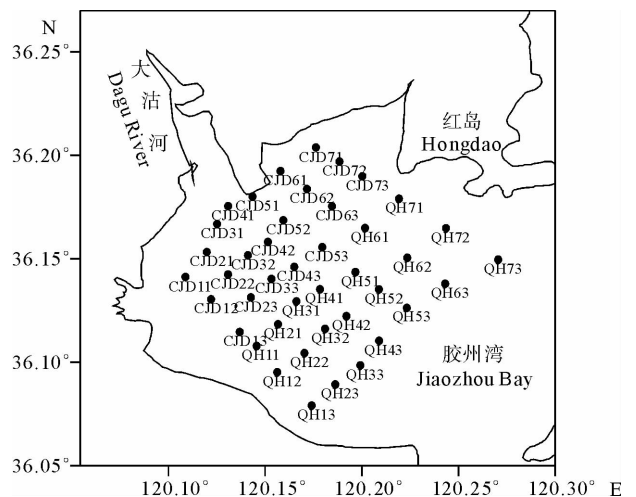 N
36.25°
36.20°
36.15°
36.10°
36.05°
大
沽
河
Dagu River
红岛
Hongdao
CJD71
CJD72
CJD61
CJD73
CJD62
CJD51
CJD63
QH71
CJD41
CJD52
CJD31
QH61
QH72
CJD42
CJD53
CJD21
CJD32
QH62
QH73
CJD43
QH51
CJD11
CJD22
CJD33
QH63
QH41
QH52
CJD12
CJD23
QH31
QH53
QH42
QH21
QH32
CJD13
QH43
QH11
QH22
QH33
QH12
QH23
QH13
胶州湾
Jiaozhou Bay
120.10°
120.15°
120.20°
120.25°
120.30°
E